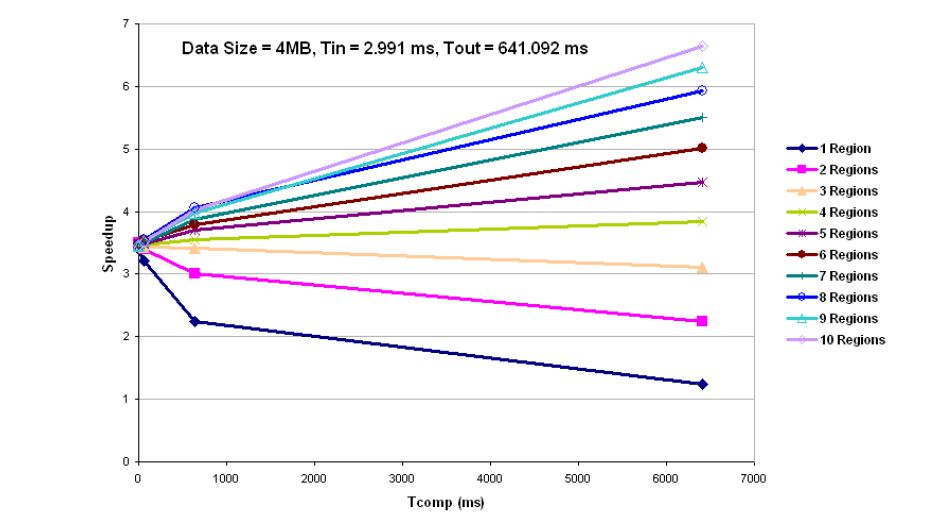 Data Size = 4MB, Tin = 2.991 ms, Tout = 641.092 ms
7
6
5
4
3
2
1
0
Speedup
0 1000 2000 3000 4000 5000 6000 7000
Tcomp (ms)
1 Region
2 Regions
3 Regions
4 Regions
5 Regions
6 Regions
7 Regions
8 Regions
9 Regions
10 Regions